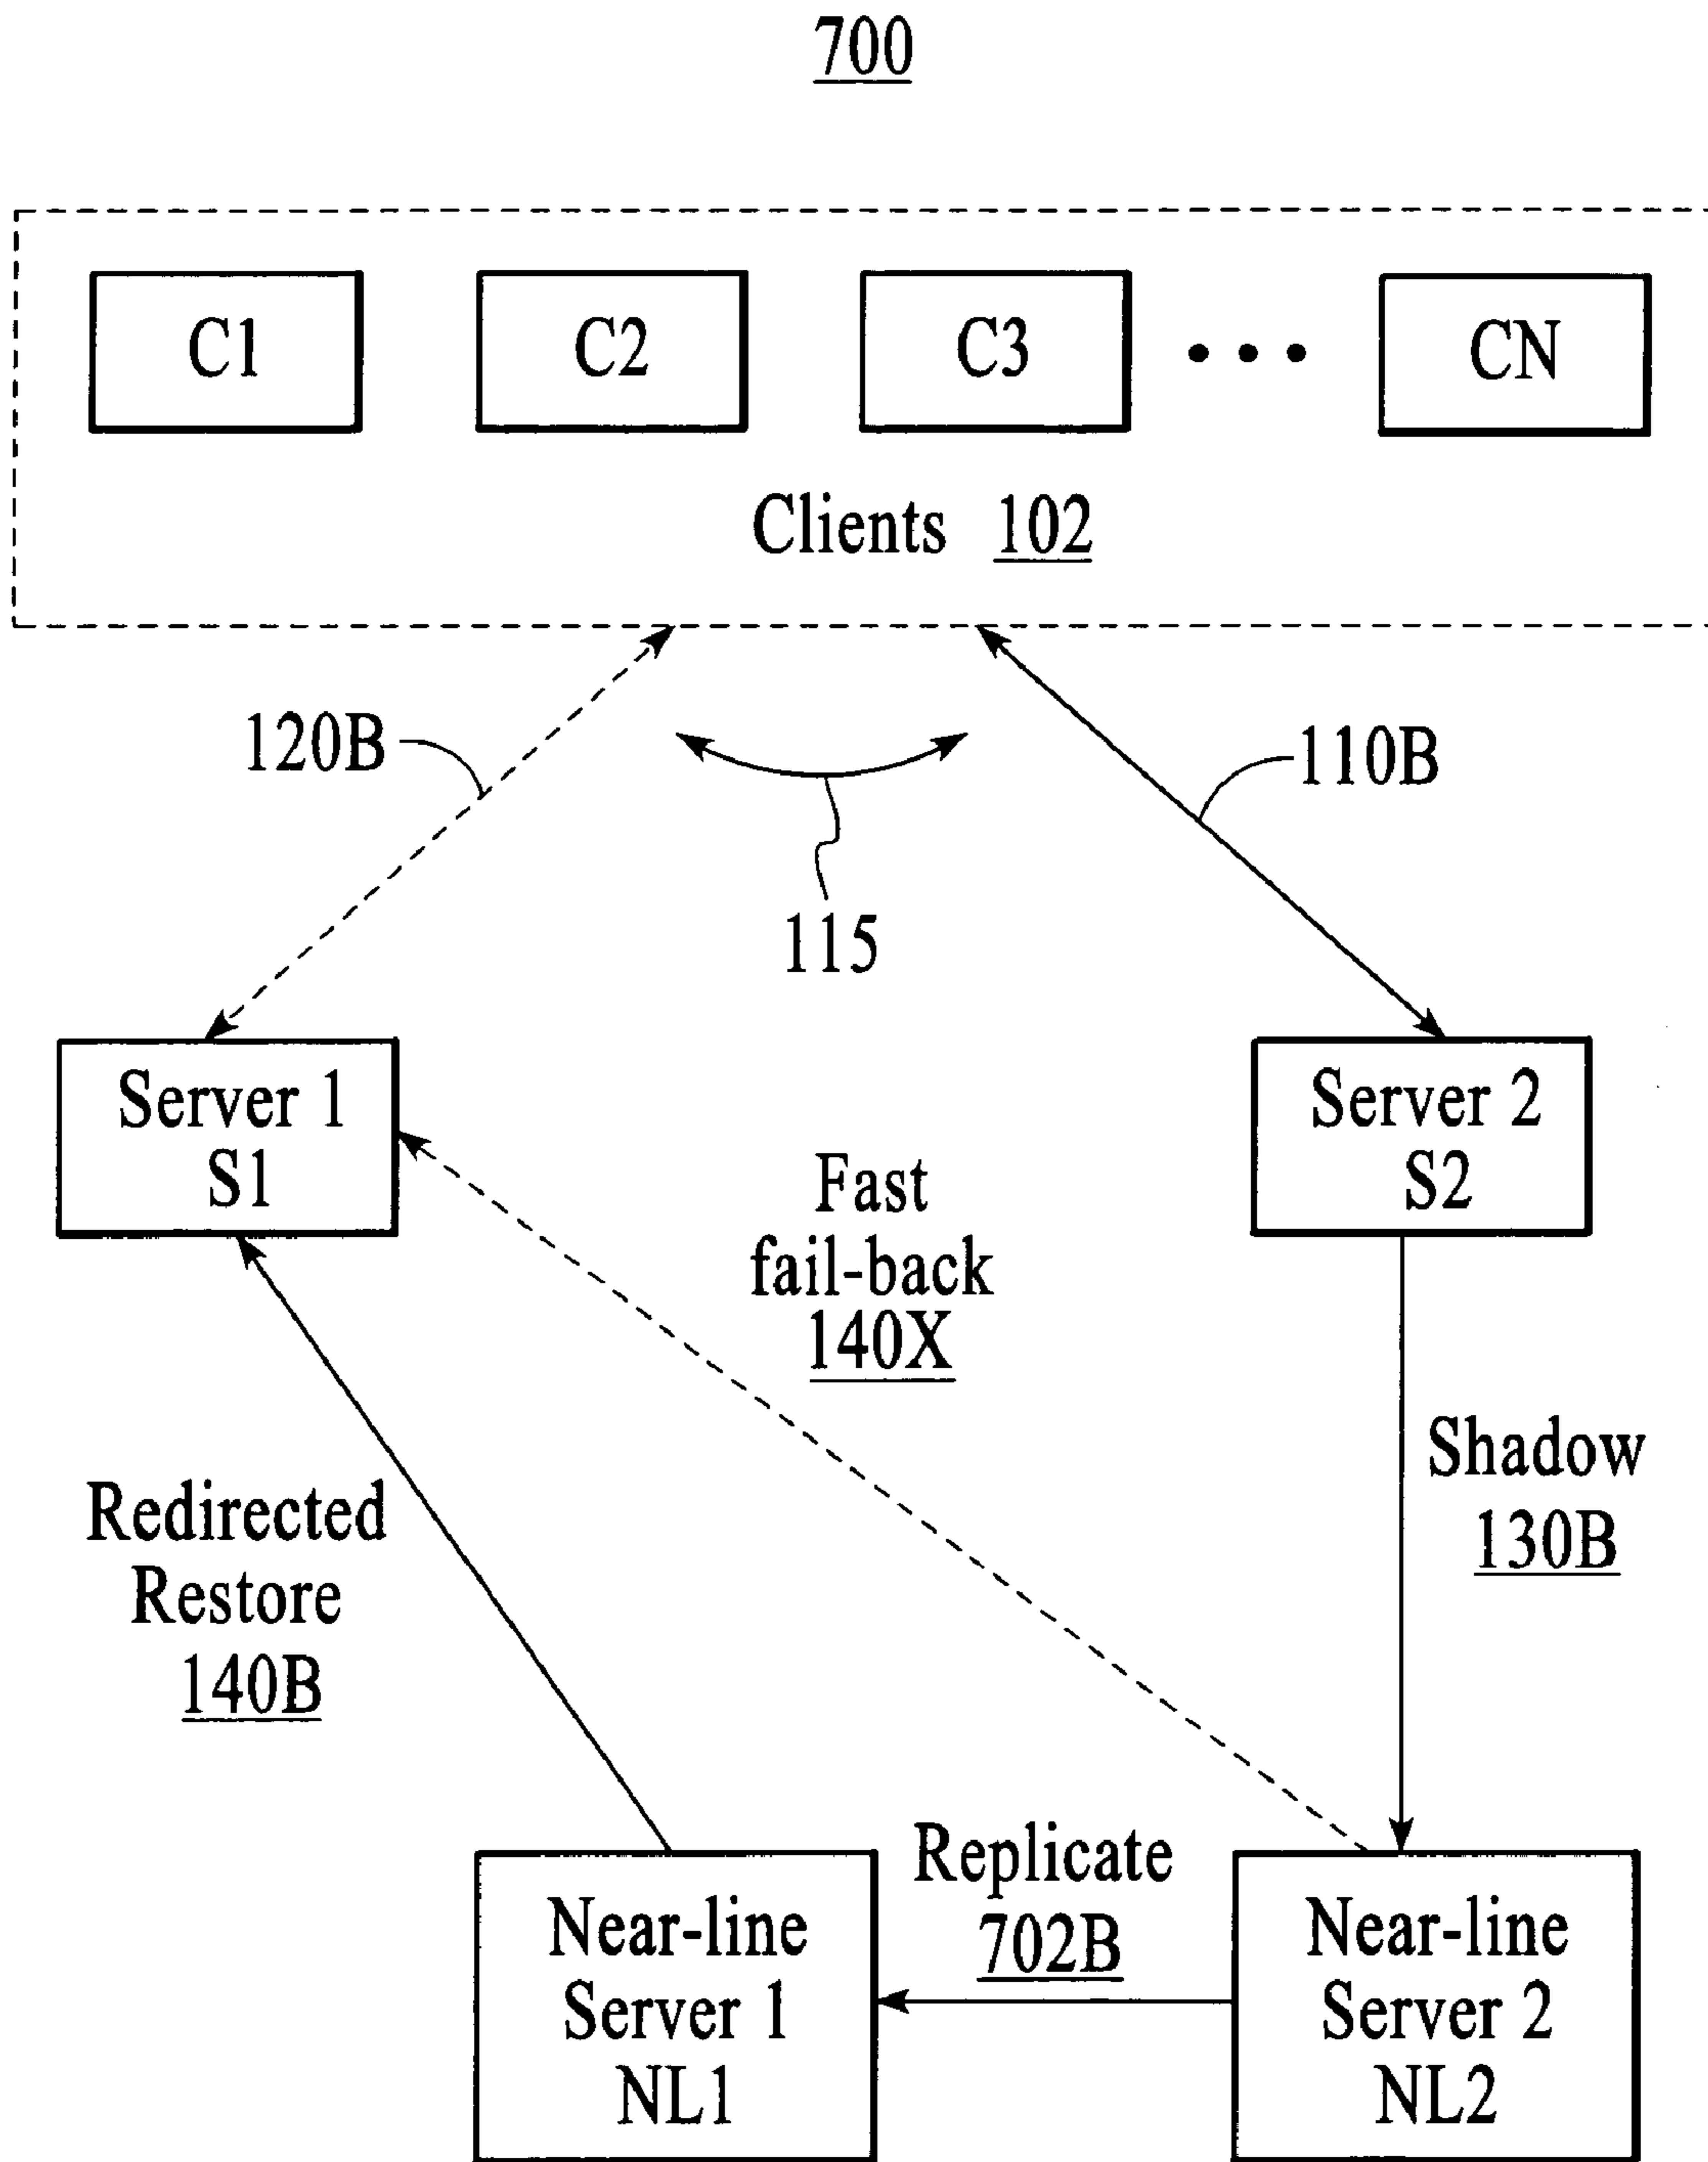 700
C1
C2
C3
CN
Clients 102
120B
110B
115
Server 1
S1
Server 2
S2
Fast
fail-back
140X
Shadow
130B
Redirected
Restore
140B
Replicate
702B
Near-line
Server 1
NL1
Near-line
Server 2
NL2